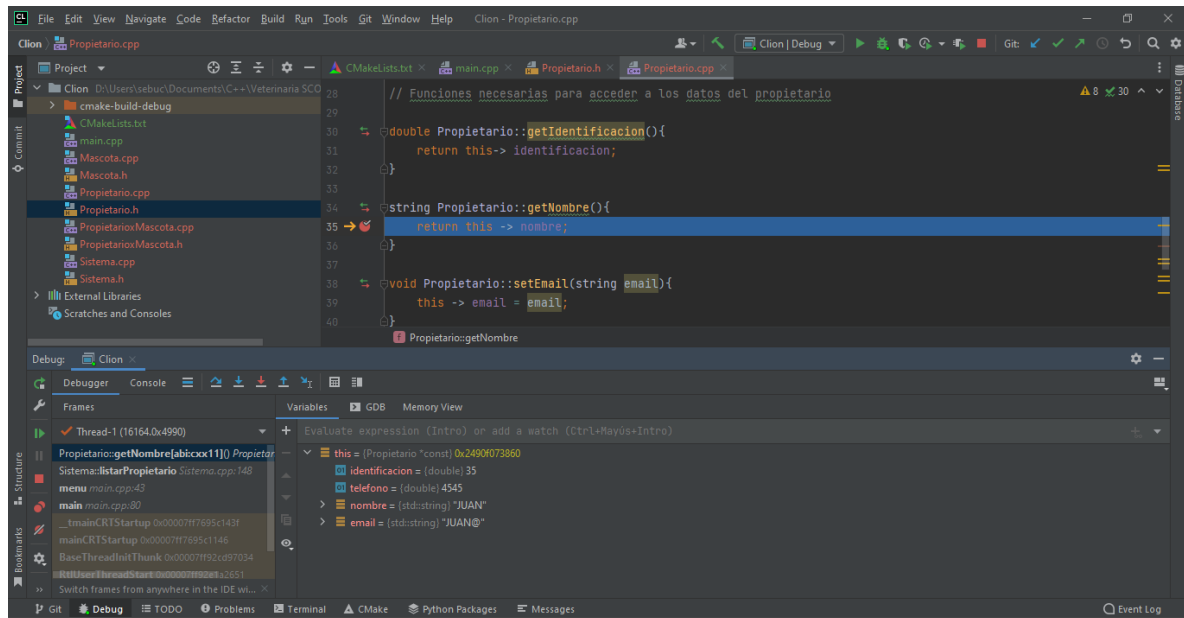 CL File Edit View Navigate Code Refactor Build Run Tools Git Window Help Clion - Propietario.cpp
Clion Propietario.cpp Clion | Debug Git:
Project CMakeLists.txt main.cpp Propietario.h Propietario.cpp
Clion D:\Users\sebuc\Documents\C++\Veterinaria SCO
cmake-build-debug
CMakeLists.txt
main.cpp
Mascota.cpp
Mascota.h
Propietario.cpp
Propietario.h
PropietarioxMascota.cpp
PropietarioxMascota.h
Sistema.cpp
Sistema.h
External Libraries
Scratches and Consoles
28 // Funciones necesarias para acceder a los datos del propietario
8 30
29
30 double Propietario::getIdentificacion(){
31 return this-> identificacion;
32 }
33
34 string Propietario::getNombre(){
35 return this -> nombre;
36 }
37
38 void Propietario::setEmail(string email){
39 this -> email = email;
40 }
f Propietario::getNombre
Project
Commit
Structure
Bookmarks
Database
Debug: Clion
Debugger Console
Frames
Thread-1 (16164.0x4990)
Propietario::getNombre[abi:cxx11]() Propietar
Sistema::listarPropietario Sistema.cpp:148
menu main.cpp:43
main main.cpp:80
__tmainCRTStartup 0x00007ff7695c143f
mainCRTStartup 0x00007ff7695c1146
BaseThreadInitThunk 0x00007ff92cd97034
RtlUserThreadStart 0x00007ff92e1a2651
Switch frames from anywhere in the IDE wi...
Variables GDB Memory View
Evaluate expression (Intro) or add a watch (Ctrl+Mayús+Intro)
this = {Propietario *const} 0x2490f073860
01 identificacion = {double} 35
01 telefono = {double} 4545
nombre = {std::string} "JUAN"
email = {std::string} "JUAN@"
Git Debug TODO Problems Terminal CMake Python Packages Messages Event Log